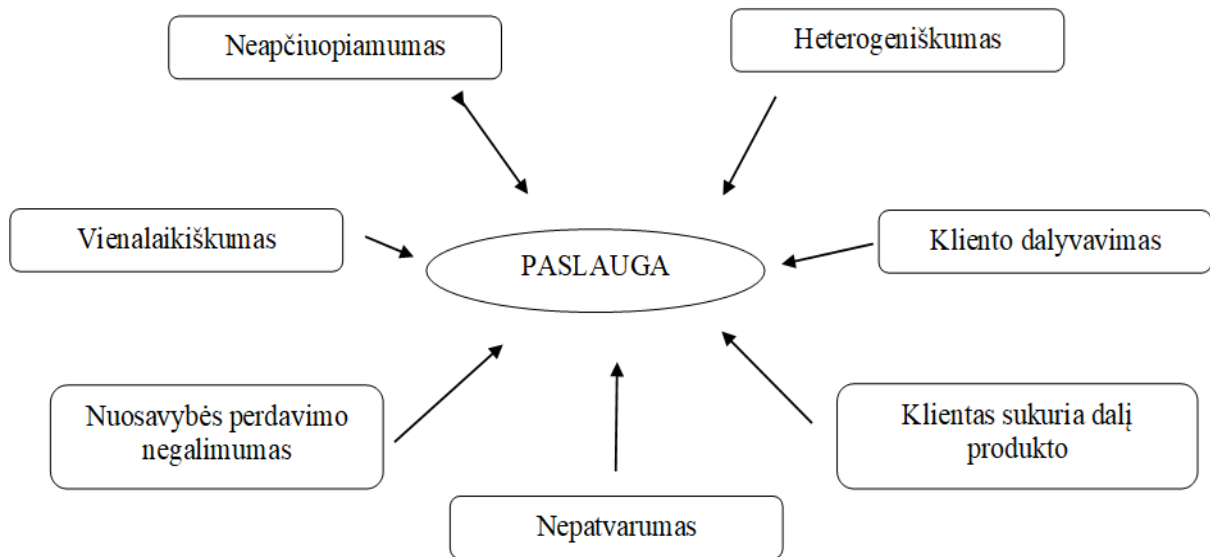 Neapčiuopiamumas
Heterogeniškumas
Vienalaikiškumas
PASLAUGA
Kliento dalyvavimas
Nuosavybės perdavimo
negalimumas
Klientas sukuria dalį
produkto
Nepatvarumas